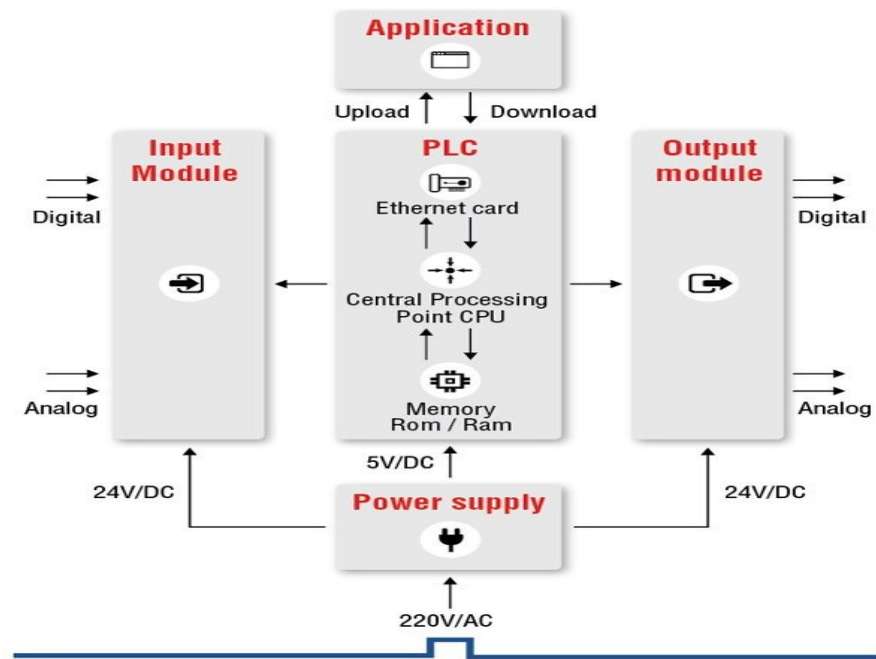 Application
Upload
Download
Input
Module
PLC
Output
module
Ethernet card
Digital
Digital
Central Processing
Point CPU
Memory
Rom / Ram
Analog
Analog
5V/DC
24V/DC
24V/DC
Power supply
220V/AC